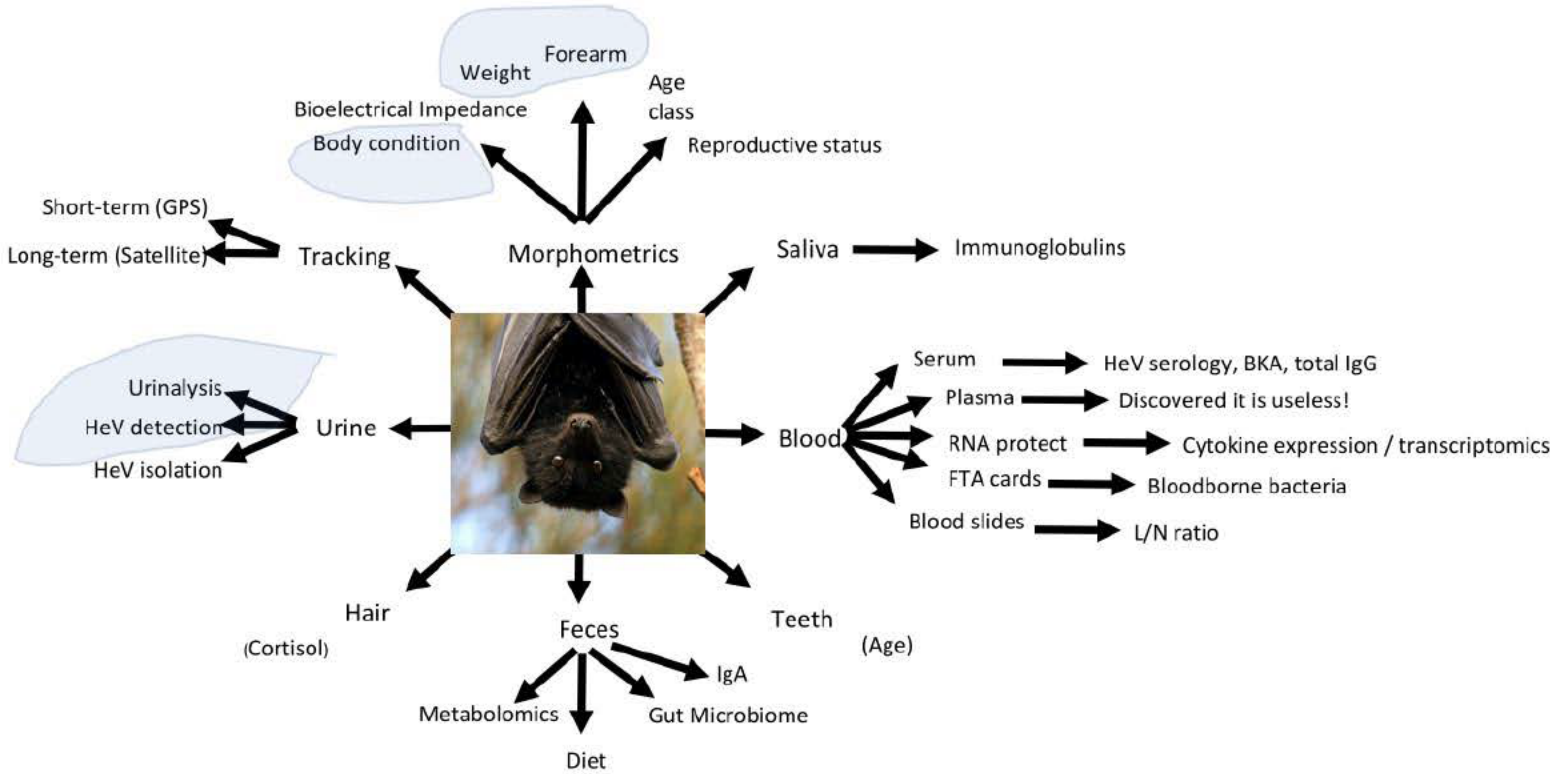 Forearm
Weight
Age
class
Bioelectrical Impedance
Body condition
Reproductive status
Short-term (GPS)
Long-term (Satellite)
Tracking
Morphometrics
Saliva
Immunoglobulins
Urinalysis
HeV detection
HeV isolation
Urine
Blood
Serum
HeV serology, BKA, total IgG
Plasma
Discovered it is useless!
RNA protect
Cytokine expression / transcriptomics
FTA cards
Bloodborne bacteria
Blood slides
L/N ratio
Hair
(Cortisol)
Feces
Teeth
(Age)
IgA
Metabolomics
Gut Microbiome
Diet